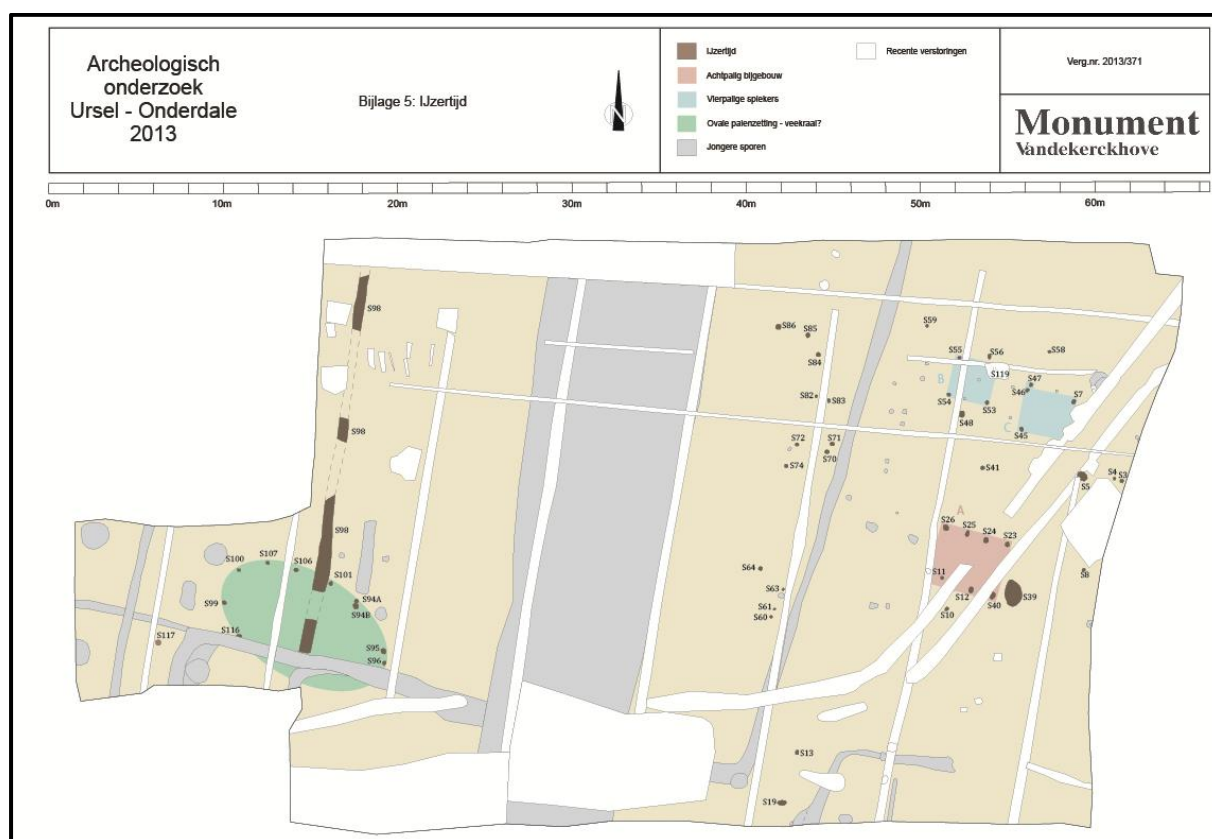 Archeologisch
onderzoek
Ursel - Onderdale
2013
Bijlage 5: IJzertijd
N
IJzertijd
Achtpalig bijgebouw
Vierpalige spiekers
Ovale palenzetting - veekraal?
Jongere sporen
Recente verstoringen
Verg.nr. 2013/371
Monument
Vandekerckhove
0m 10m 20m 30m 40m 50m 60m
S98
S86
S85
S84
S59
S55
S56
S58
S119
B
S54
S53
S46
S47
S7
S82
S83
S48
C
S45
S98
S72
S71
S70
S74
S41
S5
S4
S3
S98
A
S26
S25
S24
S23
S100
S107
S106
S101
S64
S63
S11
S12
S40
S39
S8
S99
S94A
S94B
S61
S60
S10
S117
S116
S95
S96
S13
S19